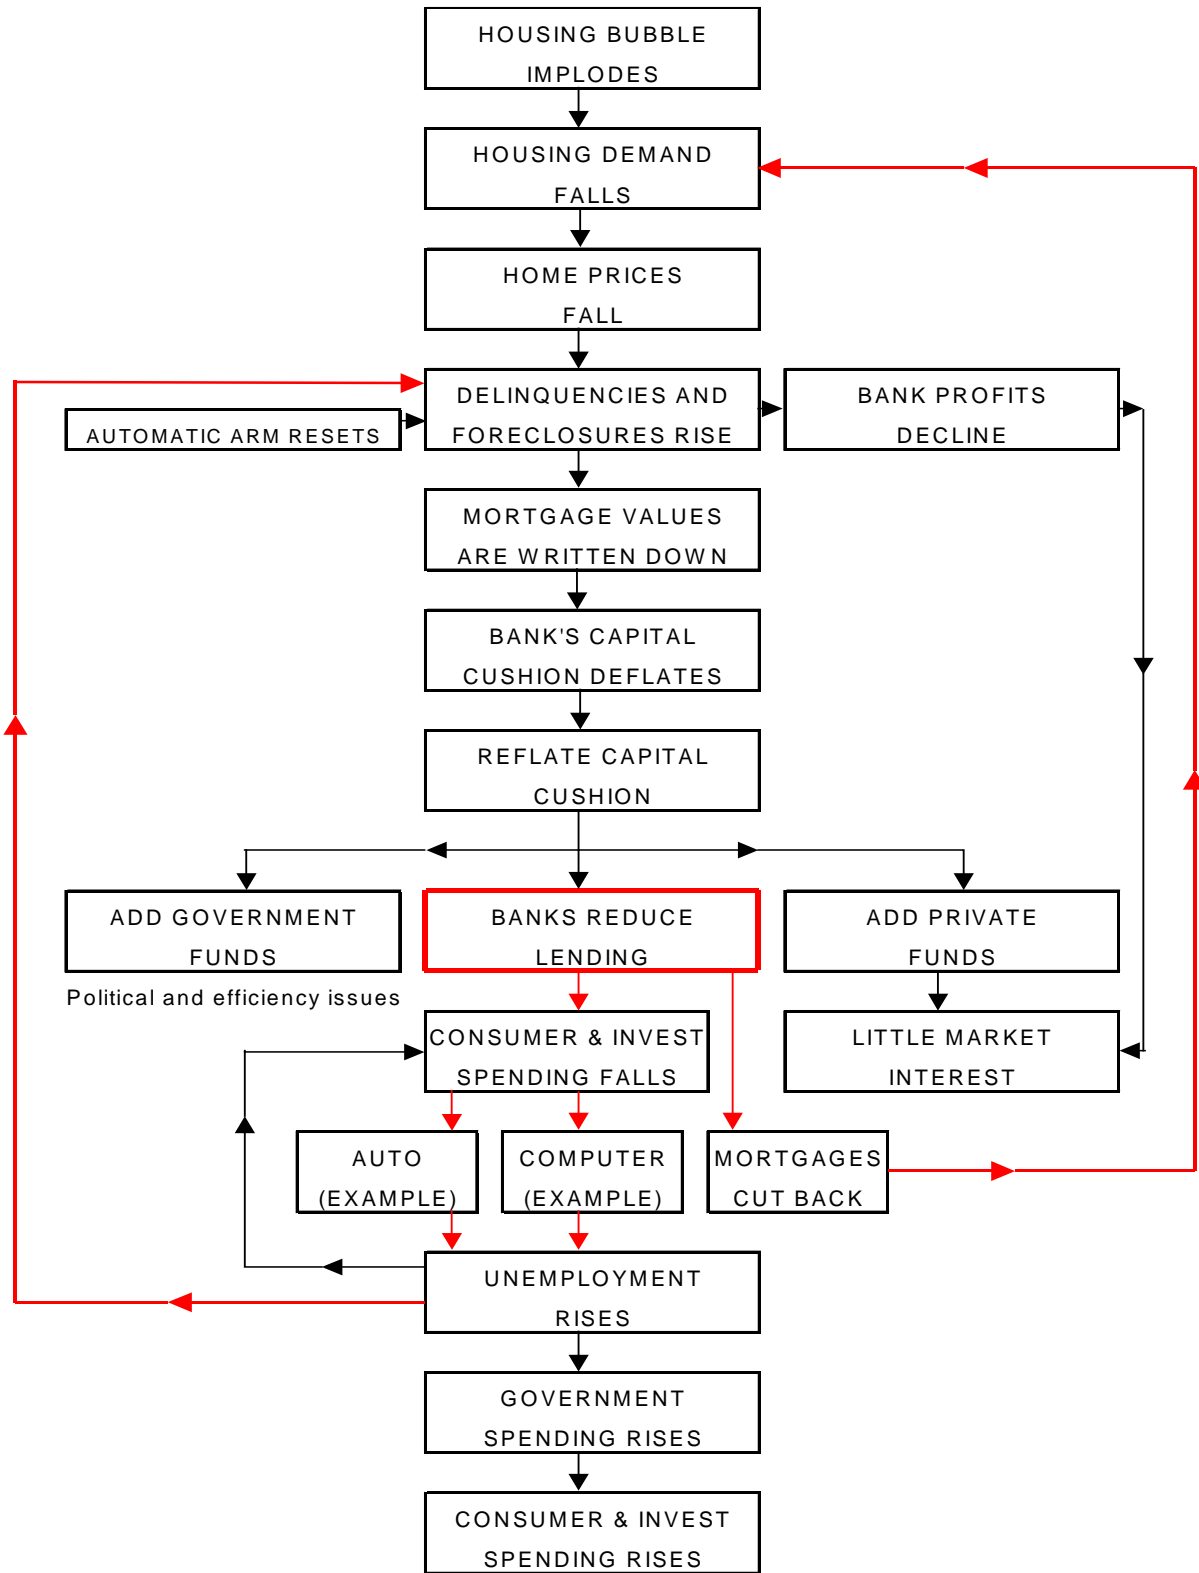 HOUSING BUBBLE
IMPLODES
HOUSING DEMAND
FALLS
HOME PRICES
FALL
AUTOMATIC ARM RESETS
DELINQUENCIES AND
FORECLOSURES RISE
BANK PROFITS
DECLINE
MORTGAGE VALUES
ARE WRITTEN DOWN
BANK'S CAPITAL
CUSHION DEFLATES
REFLATE CAPITAL
CUSHION
ADD GOVERNMENT
FUNDS
Political and efficiency issues
BANKS REDUCE
LENDING
ADD PRIVATE
FUNDS
CONSUMER & INVEST
SPENDING FALLS
LITTLE MARKET
INTEREST
AUTO
(EXAMPLE)
COMPUTER
(EXAMPLE)
MORTGAGES
CUT BACK
UNEMPLOYMENT
RISES
GOVERNMENT
SPENDING RISES
CONSUMER & INVEST
SPENDING RISES